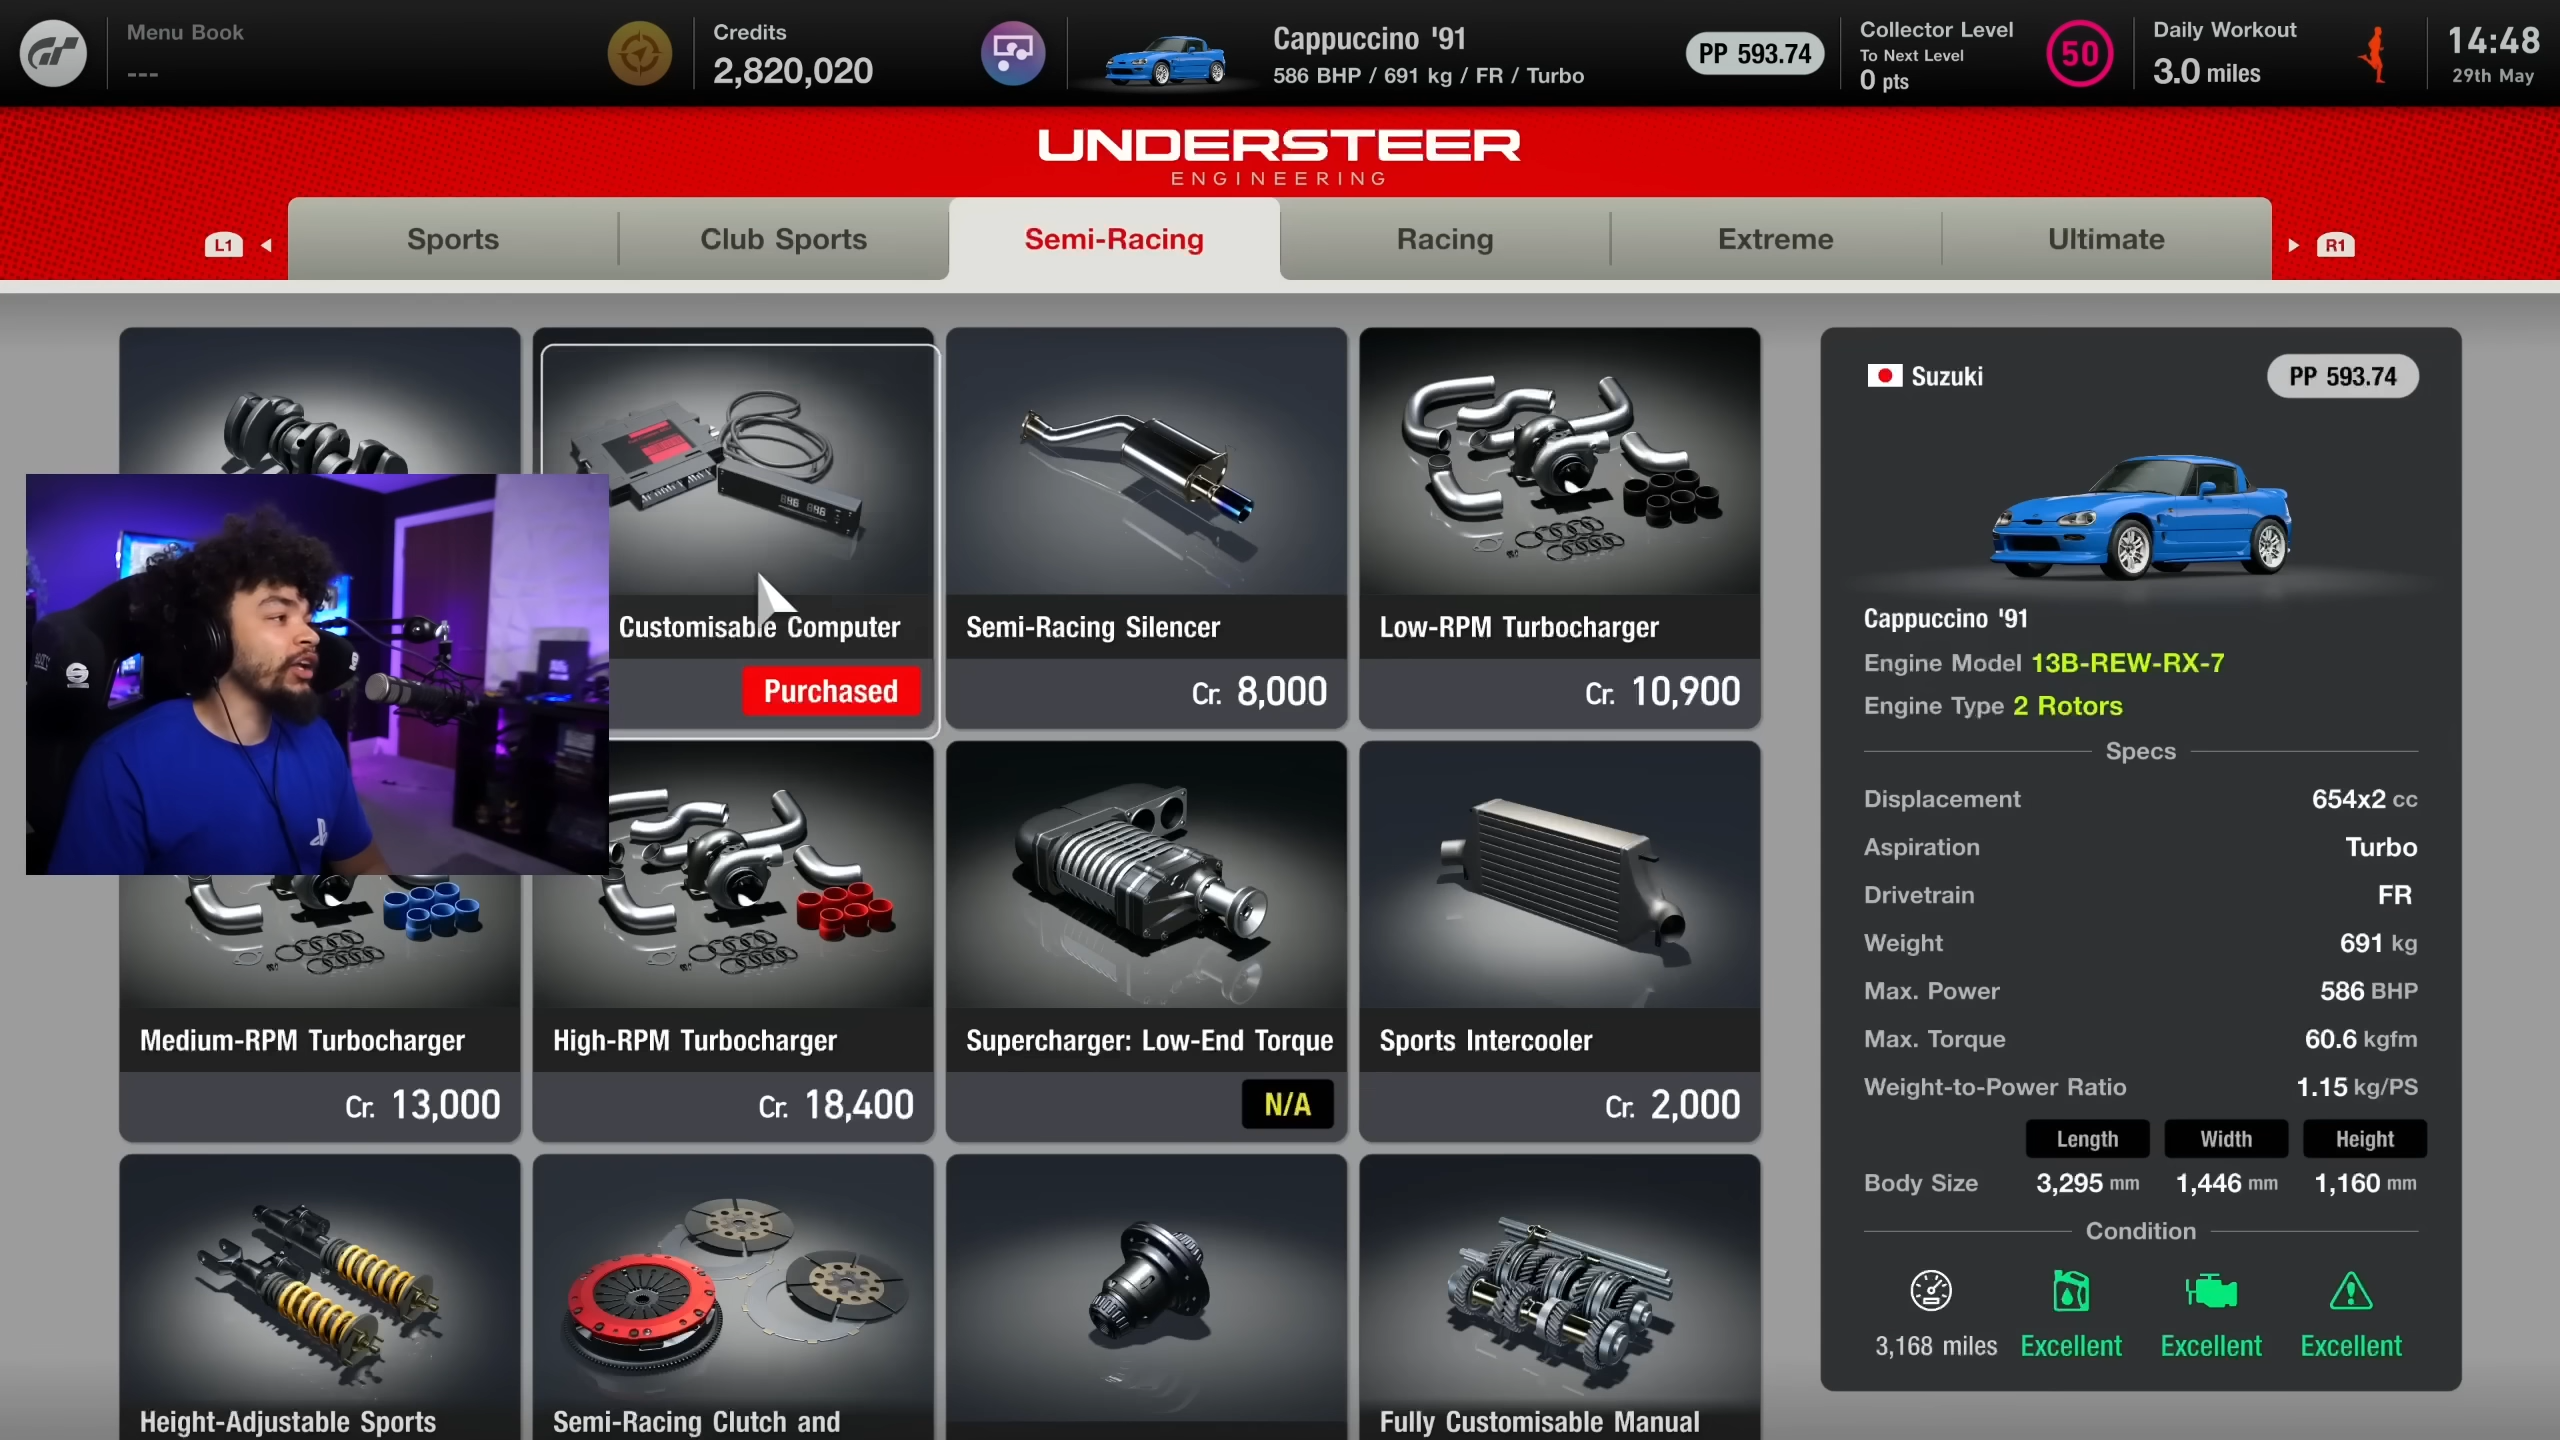 Menu Book
---
Credits
2,820,020
Cappuccino '91
586 BHP / 691 kg / FR / Turbo
PP 593.74
Collector Level
To Next Level
0 pts
50
Daily Workout
3.0 miles
14:48
29th May
UNDERSTEER
ENGINEERING
L1
Sports
Club Sports
Semi-Racing
Racing
Extreme
Ultimate
R1
Customisable Computer
Purchased
Semi-Racing Silencer
Cr. 8,000
Low-RPM Turbocharger
Cr. 10,900
Medium-RPM Turbocharger
Cr. 13,000
High-RPM Turbocharger
Cr. 18,400
Supercharger: Low-End Torque
N/A
Sports Intercooler
Cr. 2,000
Height-Adjustable Sports
Semi-Racing Clutch and
Fully Customisable Manual
Suzuki
PP 593.74
Cappuccino '91
Engine Model 13B-REW-RX-7
Engine Type 2 Rotors
Specs
Displacement 654x2 cc
Aspiration Turbo
Drivetrain FR
Weight 691 kg
Max. Power 586 BHP
Max. Torque 60.6 kgfm
Weight-to-Power Ratio 1.15 kg/PS
Length Width Height
Body Size 3,295 mm 1,446 mm 1,160 mm
Condition
3,168 miles Excellent Excellent Excellent